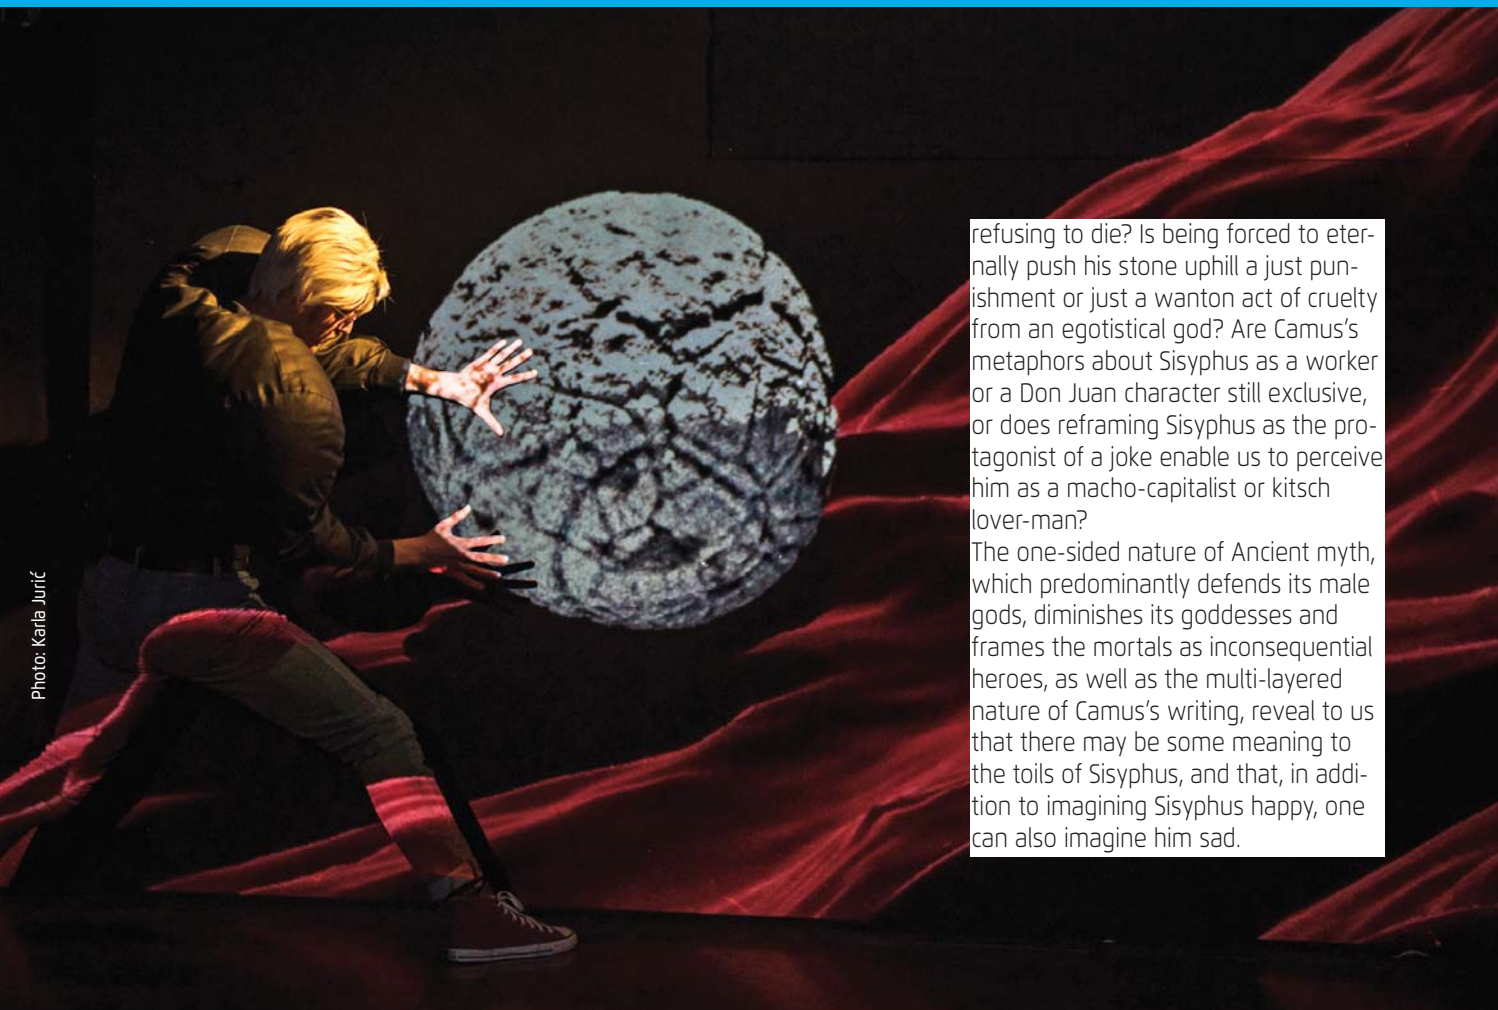 refusing to die? Is being forced to eter-
nally push his stone uphill a just pun-
ishment or just a wanton act of cruelty
from an egotistical god? Are Camus's
metaphors about Sisyphus as a worker
or a Don Juan character still exclusive,
or does reframing Sisyphus as the pro-
tagonist of a joke enable us to perceive
him as a macho-capitalist or kitsch
lover-man?
The one-sided nature of Ancient myth,
which predominantly defends its male
gods, diminishes its goddesses and
frames the mortals as inconsequential
heroes, as well as the multi-layered
nature of Camus's writing, reveal to us
that there may be some meaning to
the toils of Sisyphus, and that, in addi-
tion to imagining Sisyphus happy, one
can also imagine him sad.
Photo: Karla Jurić